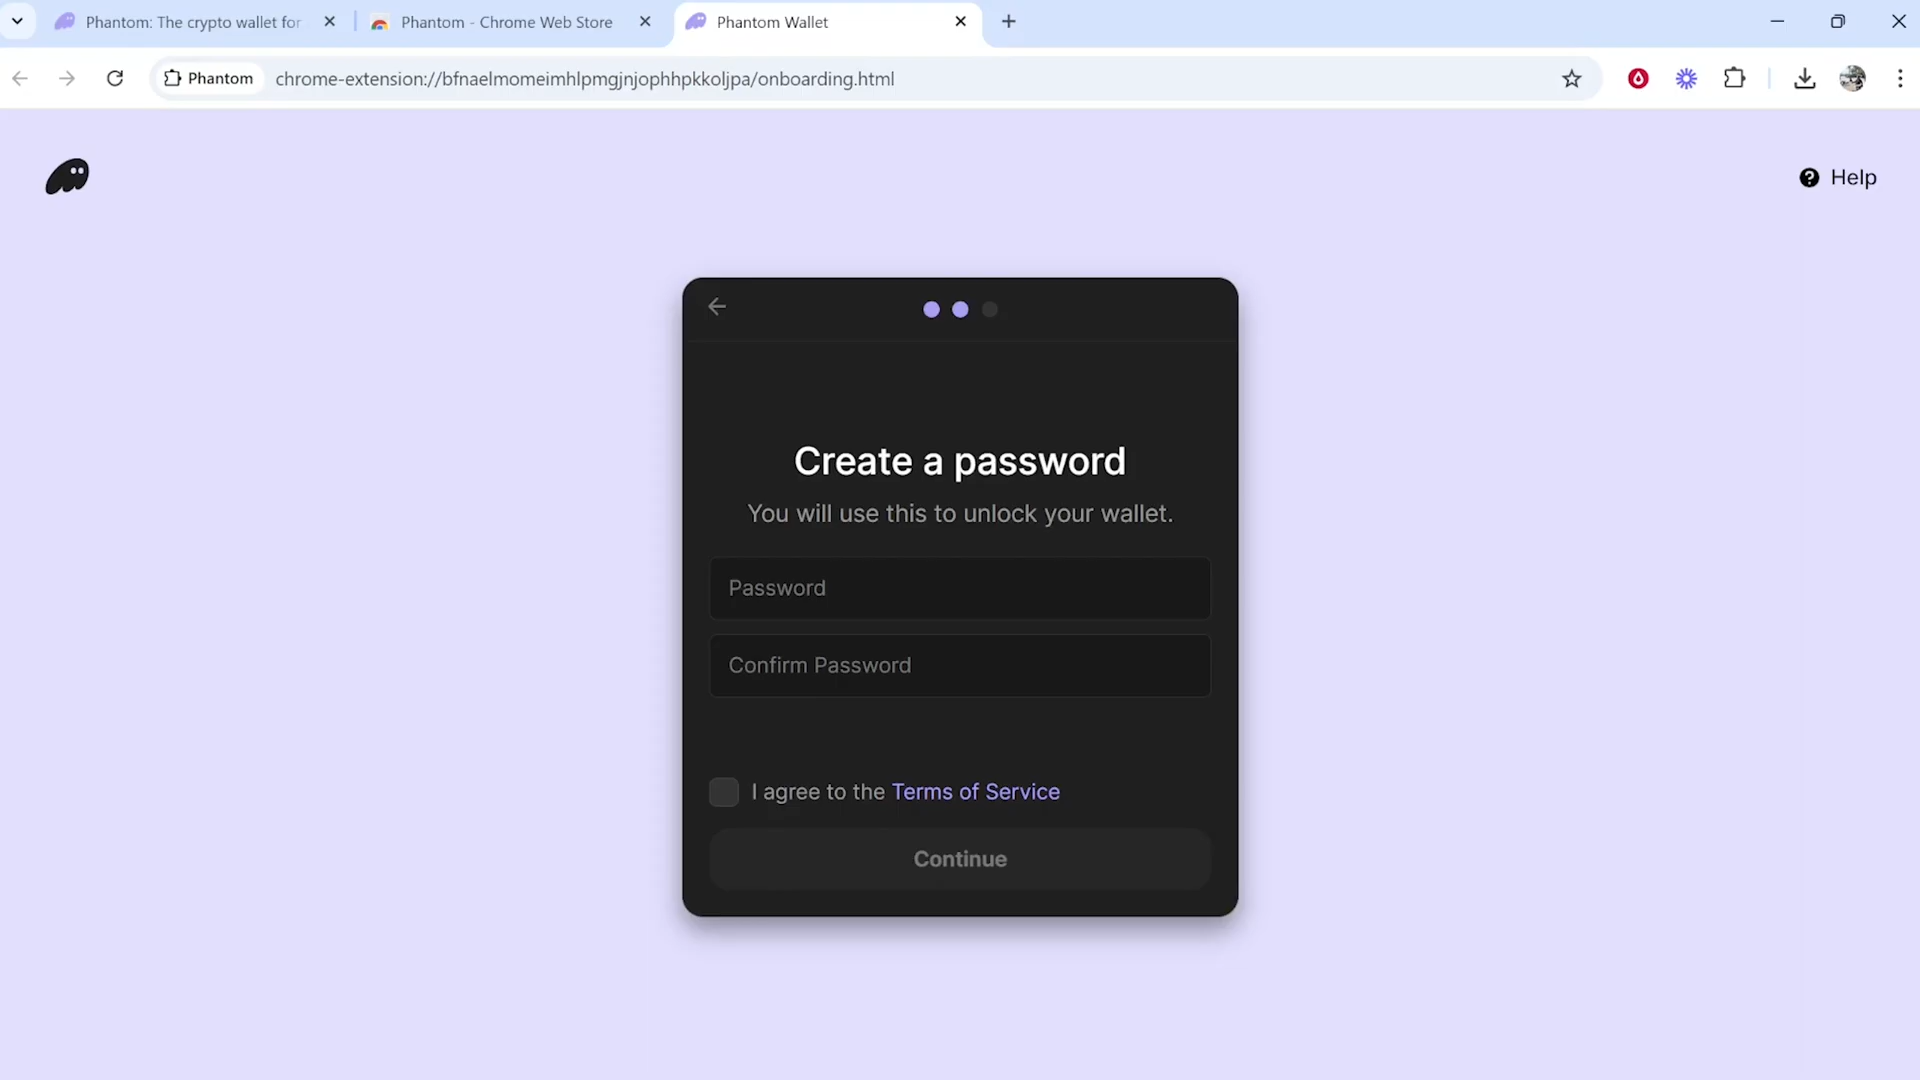 Phantom: The crypto wallet for
Phantom - Chrome Web Store
Phantom Wallet
Phantom
chrome-extension://bfnaelmomeimhlpmgjnjophhpkkoljpa/onboarding.html
Help
Create a password
You will use this to unlock your wallet.
Password
Confirm Password
I agree to the Terms of Service
Continue